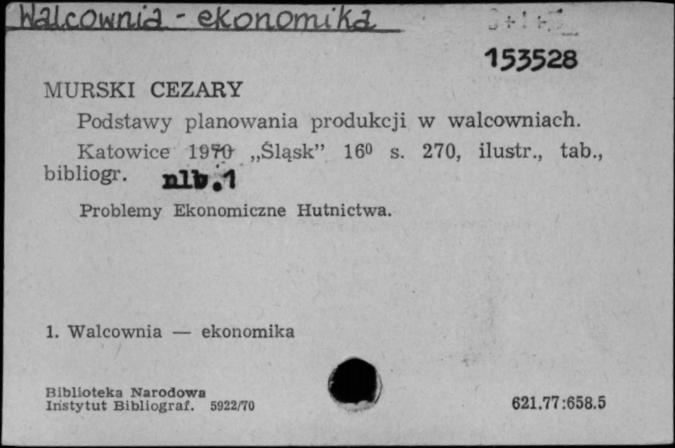 Walcownia - ekonomika
153528
MURSKI CEZARY
Podstawy planowania produkcji w walcowniach.
Katowice 1970 „Śląsk” 16⁰ s. 270, ilustr., tab.,
bibliogr. nlb.1
Problemy Ekonomiczne Hutnictwa.
1. Walcownia — ekonomika
Biblioteka Narodowa
Instytut Bibliograf. 5922/70
621.77:658.5